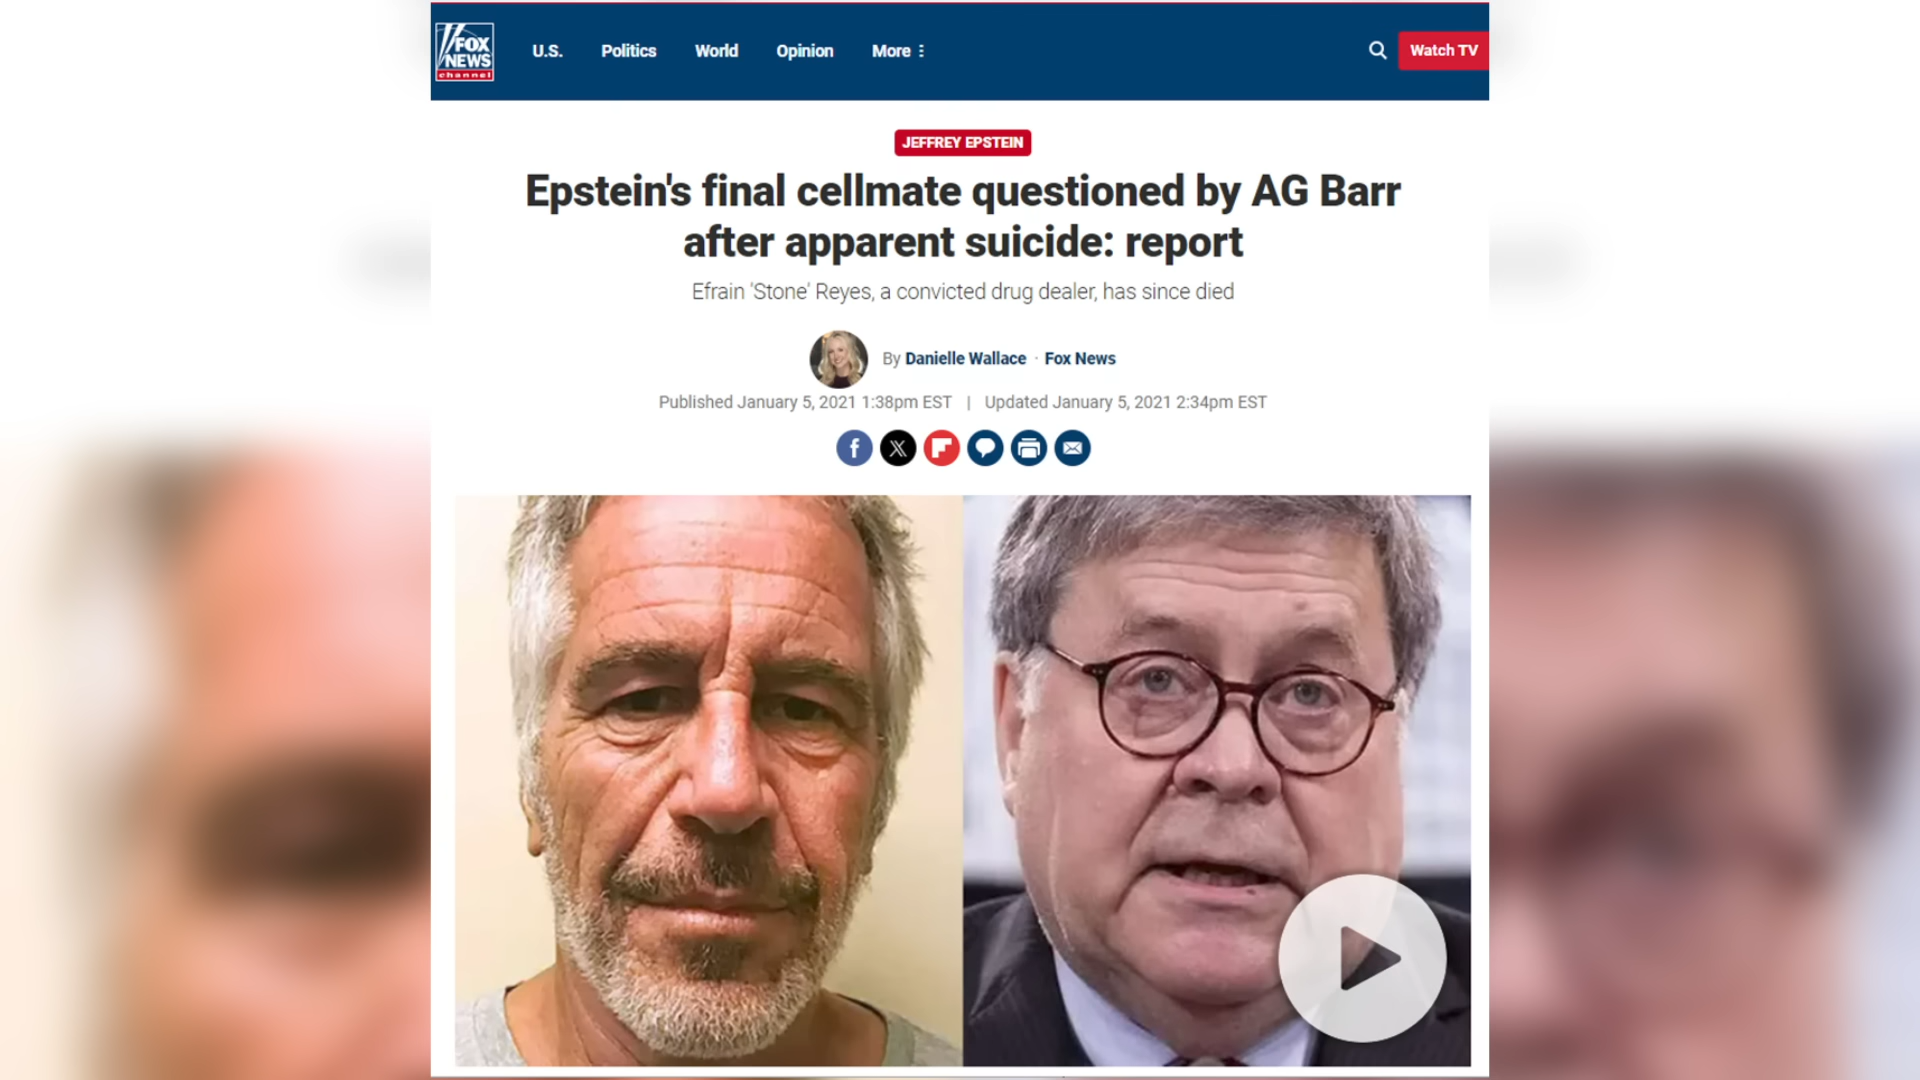 FOX
NEWS
channel
U.S. Politics World Opinion More
Watch TV
JEFFREY EPSTEIN
Epstein's final cellmate questioned by AG Barr
after apparent suicide: report
Efrain 'Stone' Reyes, a convicted drug dealer, has since died
By Danielle Wallace · Fox News
Published January 5, 2021 1:38pm EST | Updated January 5, 2021 2:34pm EST